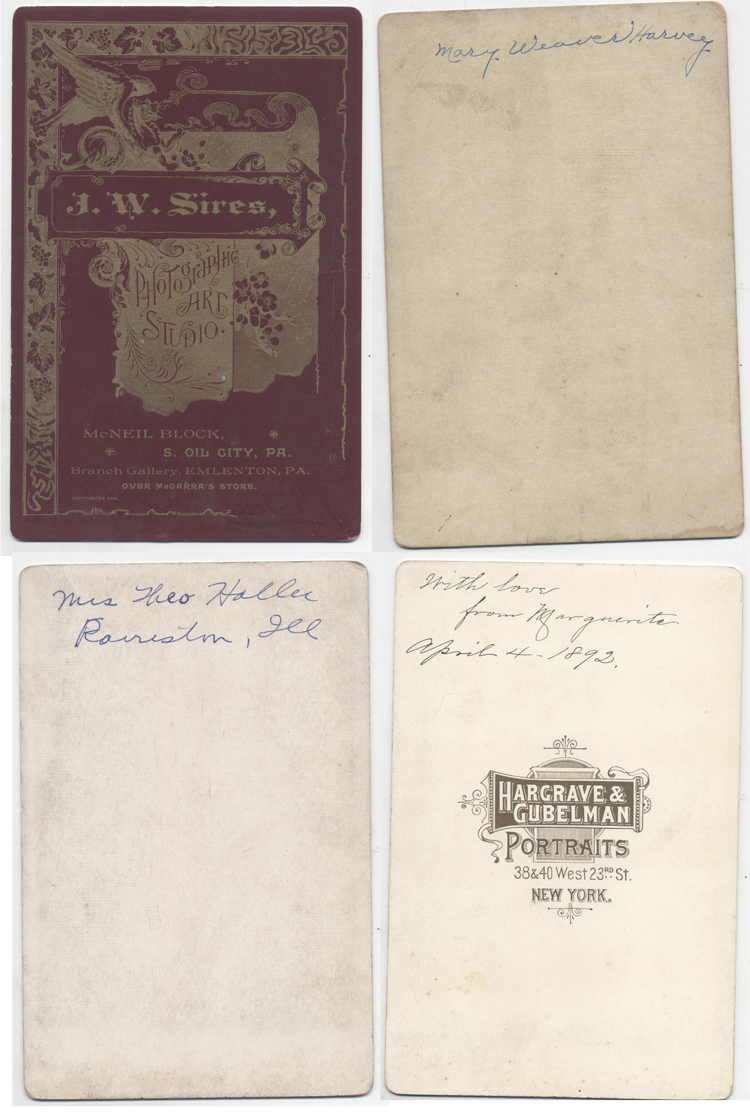 J. W. Sires,
PHOTOGRAPHIC
ART
STUDIO.
McNEIL BLOCK,
S. OIL CITY, PA.
Branch Gallery, EMLENTON, PA.
OVER McGARRA'S STORE.
Mary Weaver Harvey
Mrs Theo Haller
, Ill
With love
from Marguerite
April 4 - 1892.
HARGRAVE &
GUBELMAN
PORTRAITS
38 & 40 West 23RD St.
NEW YORK.